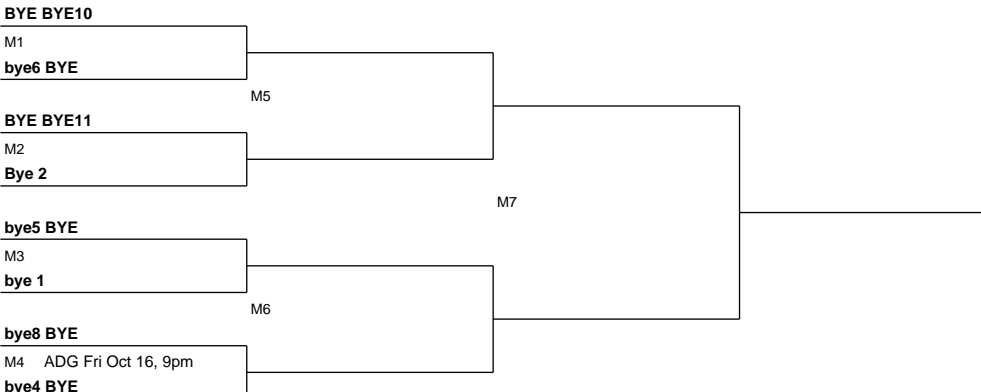 BYE BYE10
M1
bye6 BYE
M5
BYE BYE11
M2
Bye 2
M7
bye5 BYE
M3
bye 1
M6
bye8 BYE
M4 ADG Fri Oct 16, 9pm
bye4 BYE